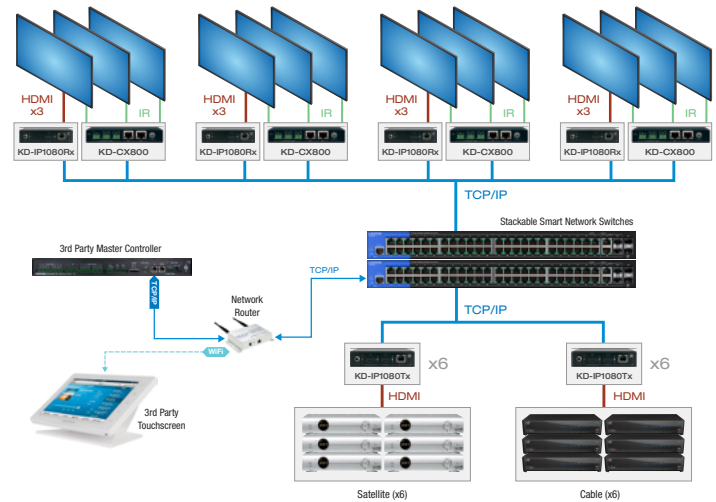 HDMI
x3
IR
HDMI
x3
IR
HDMI
x3
IR
HDMI
x3
IR
KD-IP1080Rx
KD-CX800
KD-IP1080Rx
KD-CX800
KD-IP1080Rx
KD-CX800
KD-IP1080Rx
KD-CX800
TCP/IP
Stackable Smart Network Switches
3rd Party Master Controller
TCP/IP
TCP/IP
Network
Router
TCP/IP
WiFi
KD-IP1080Tx
x6
KD-IP1080Tx
x6
HDMI
HDMI
3rd Party
Touchscreen
Satellite (x6)
Cable (x6)